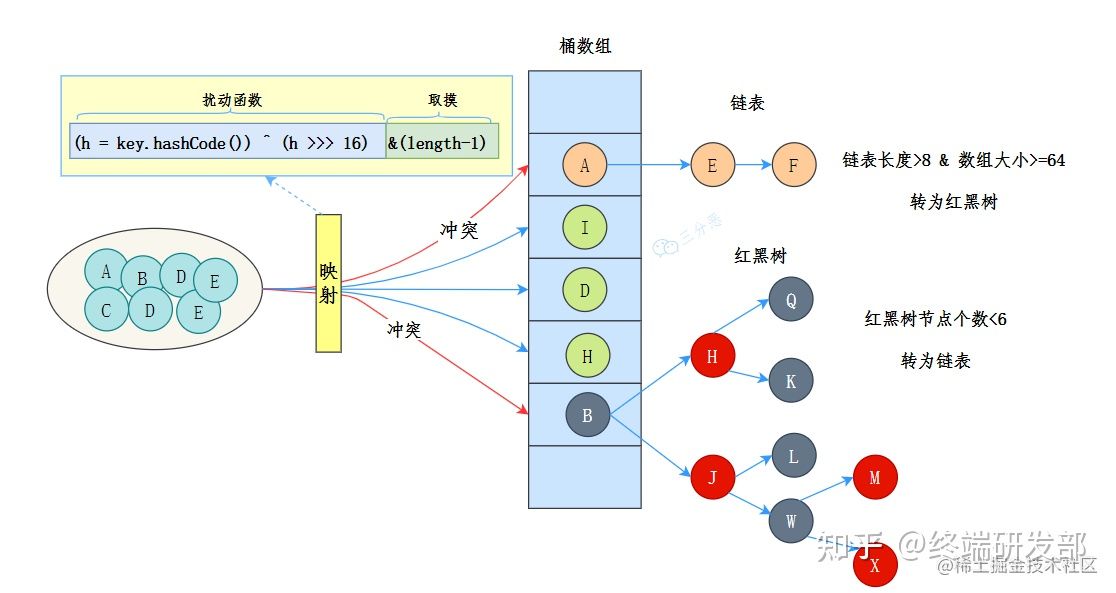 桶数组
扰动函数
取摸
(h = key.hashCode()) ^ (h >>> 16) &(length-1)
链表
A
E
F
链表长度>8 & 数组大小>=64
转为红黑树
冲突
I
三分恶
映射
A
B
D
E
C
D
E
D
红黑树
Q
红黑树节点个数<6
冲突
H
H
转为链表
K
B
L
J
M
W
X
知乎 @终端研发部
@稀土掘金技术社区